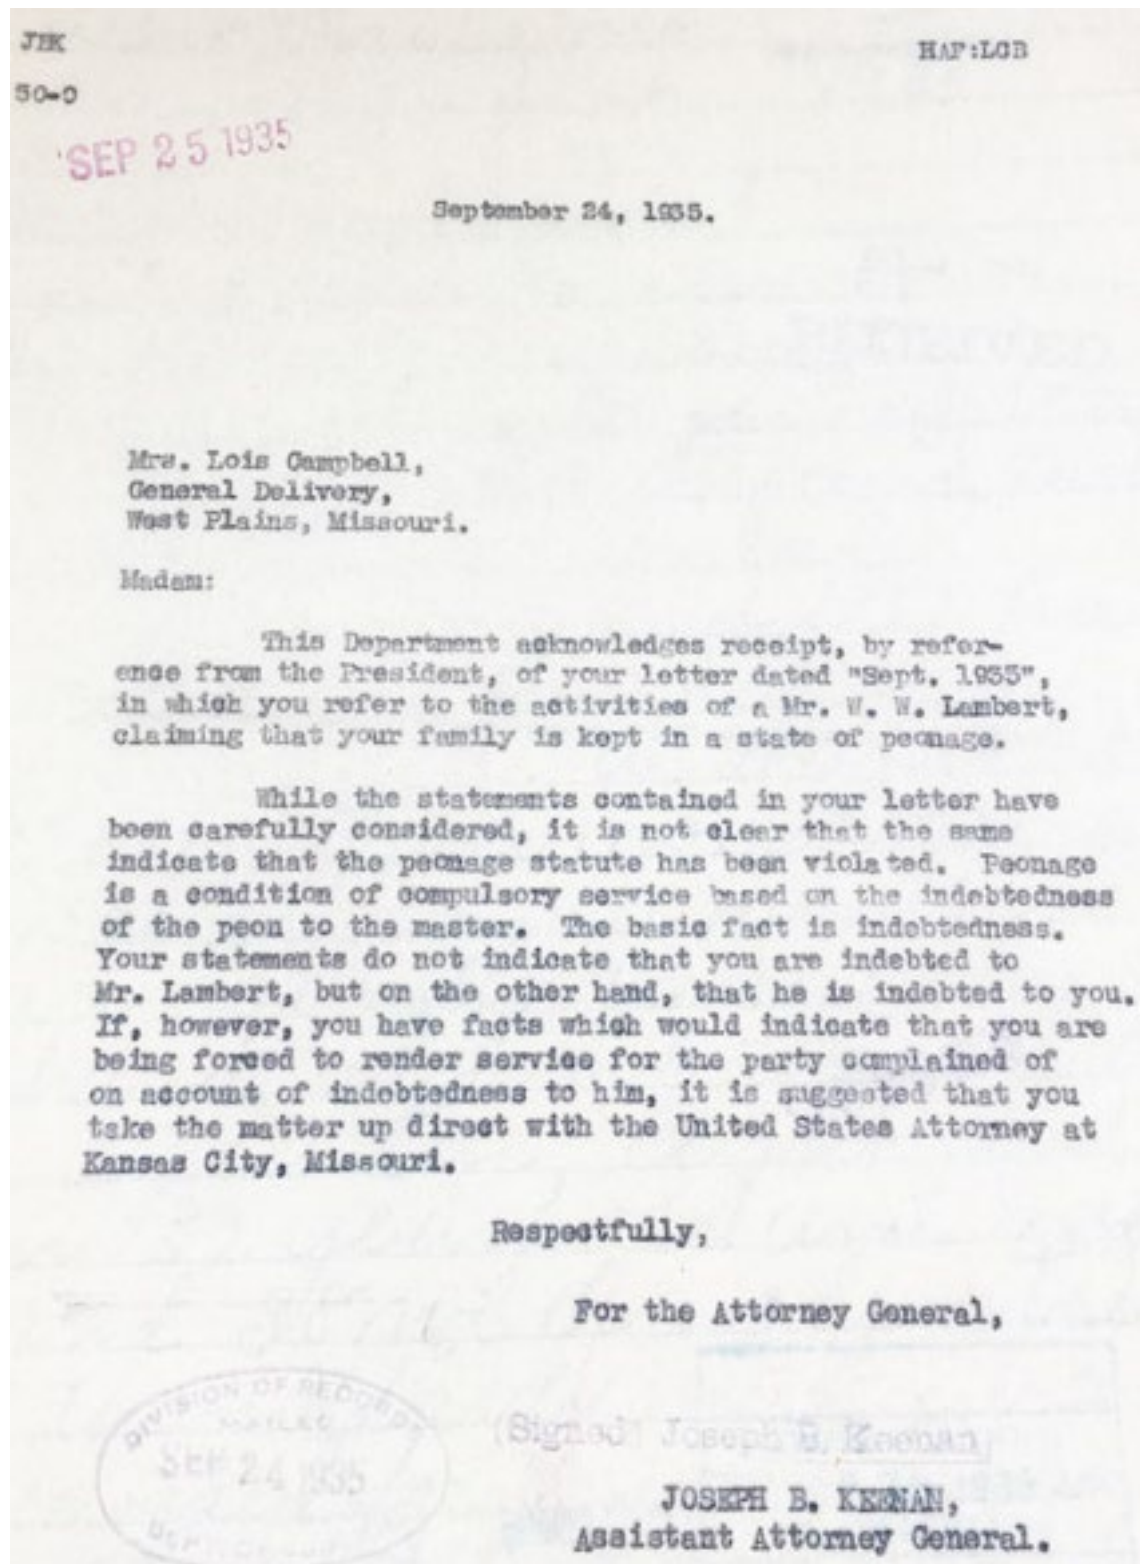 JBK
HAF:LCB
50-0
SEP 25 1935
September 24, 1935.
Mrs. Lois Campbell,
General Delivery,
West Plains, Missouri.
Madam:
This Department acknowledges receipt, by refer-
ence from the President, of your letter dated "Sept. 1935",
in which you refer to the activities of a Mr. W. W. Lambert,
claiming that your family is kept in a state of peonage.
While the statements contained in your letter have
been carefully considered, it is not clear that the same
indicate that the peonage statute has been violated. Peonage
is a condition of compulsory service based on the indebtedness
of the peon to the master. The basic fact is indebtedness.
Your statements do not indicate that you are indebted to
Mr. Lambert, but on the other hand, that he is indebted to you.
If, however, you have facts which would indicate that you are
being forced to render service for the party complained of
on account of indebtedness to him, it is suggested that you
take the matter up direct with the United States Attorney at
Kansas City, Missouri.
Respectfully,
For the Attorney General,
DIVISION OF RECORDS
MAILED
SEP 24 1935
(Signed) Joseph B. Keenan
JOSEPH B. KEENAN,
Assistant Attorney General.